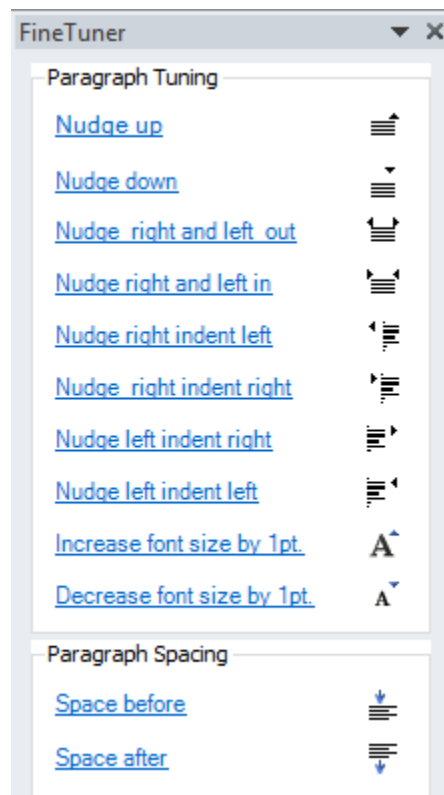 FineTuner
Paragraph Tuning
Nudge up
Nudge down
Nudge right and left out
Nudge right and left in
Nudge right indent left
Nudge right indent right
Nudge left indent right
Nudge left indent left
Increase font size by 1pt.
Decrease font size by 1pt.
Paragraph Spacing
Space before
Space after